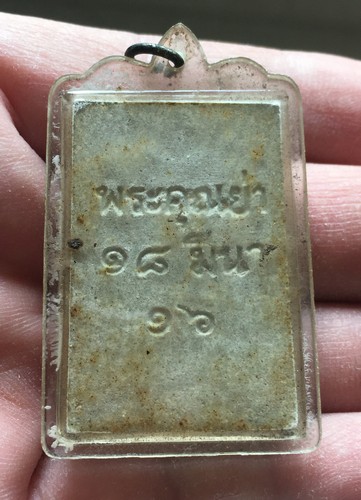 พระคุณย่า
๑๘ มีนา
๑๖